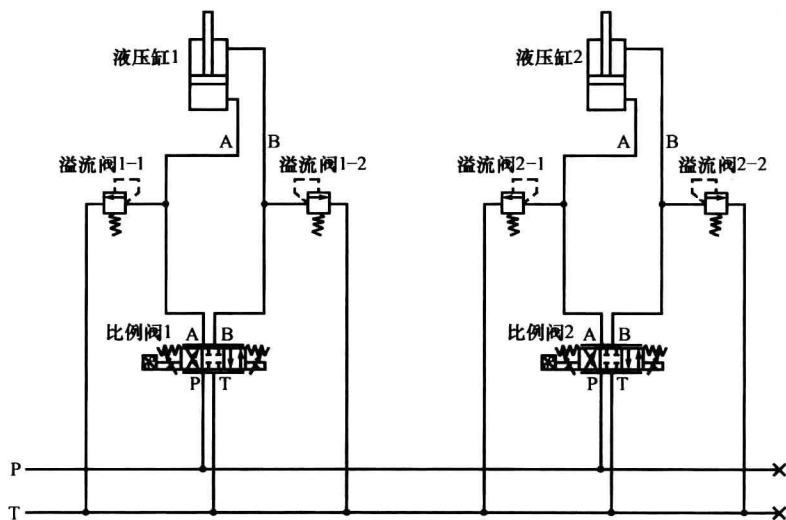 液压缸1
液压缸2
A B
A B
溢流阀1-1
溢流阀1-2
溢流阀2-1
溢流阀2-2
比例阀1
A B
P T
比例阀2
A B
P T
P
T